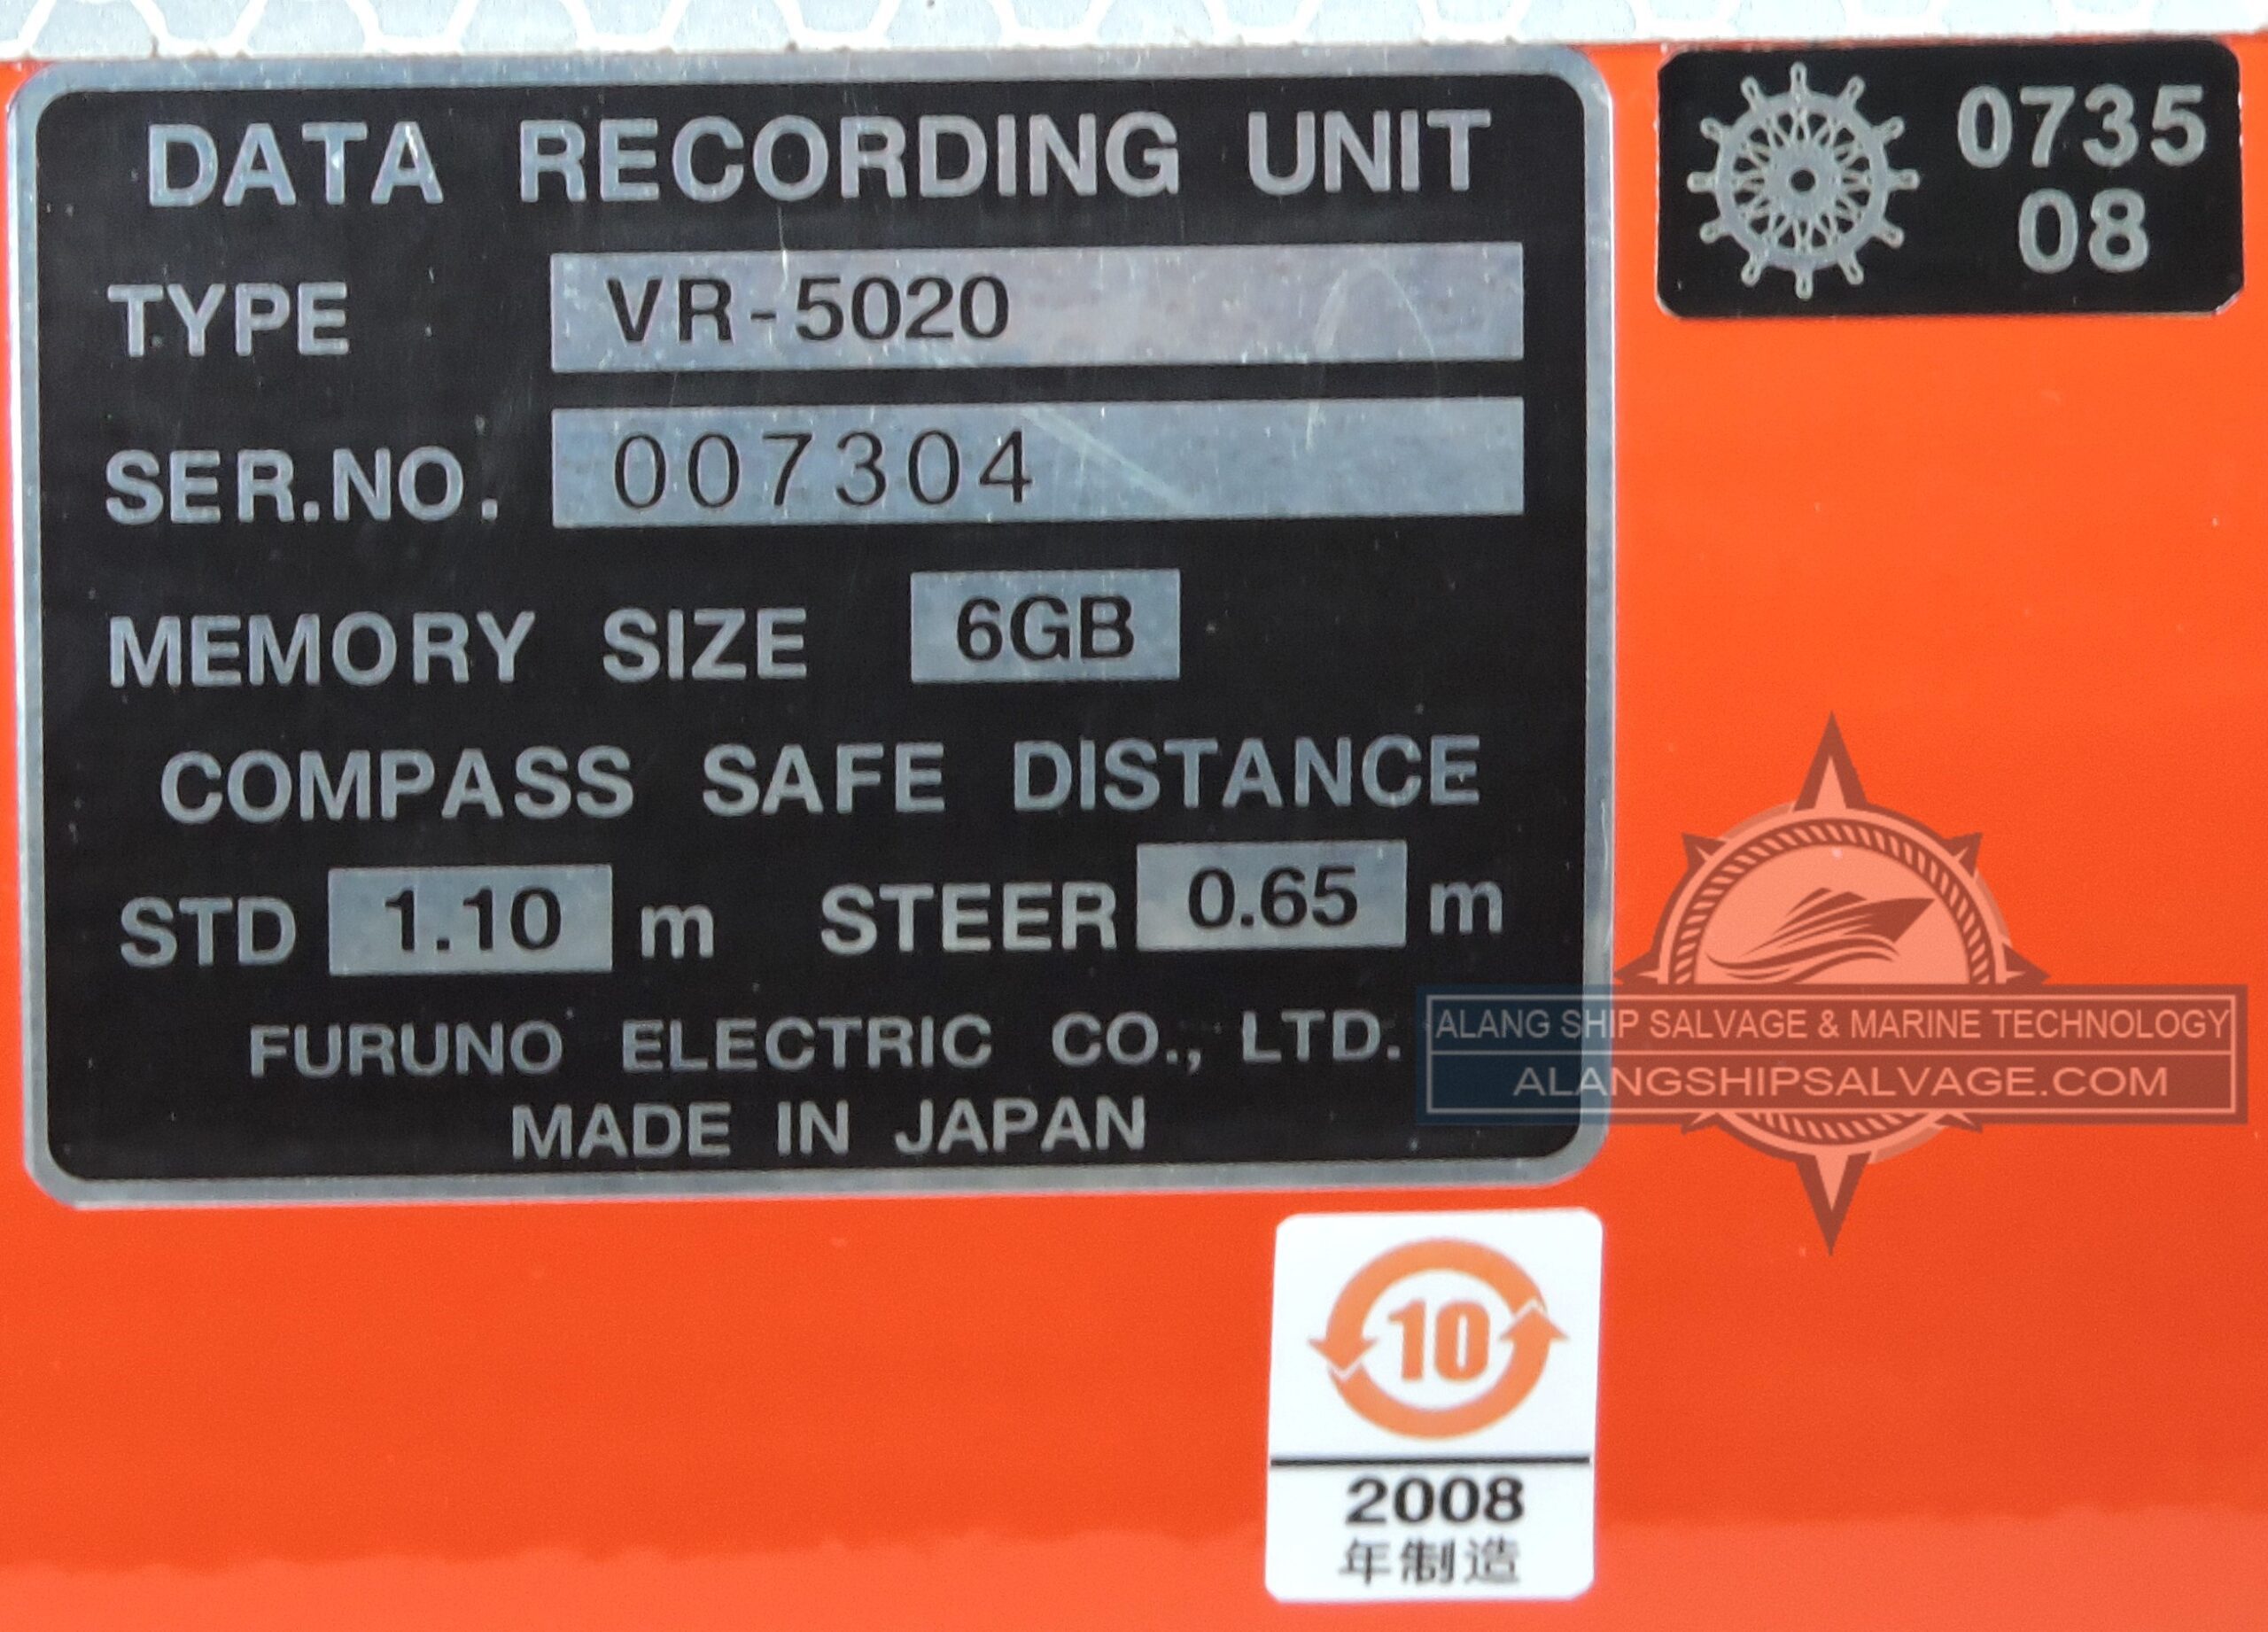 DATA RECORDING UNIT
TYPE VR-5020
SER.NO. 007304
MEMORY SIZE 6GB
COMPASS SAFE DISTANCE
STD 1.10 m STEER 0.65 m
FURUNO ELECTRIC CO., LTD.
MADE IN JAPAN
0735
08
ALANG SHIP SALVAGE & MARINE TECHNOLOGY
ALANGSHIPSALVAGE.COM
10
2008
年制造